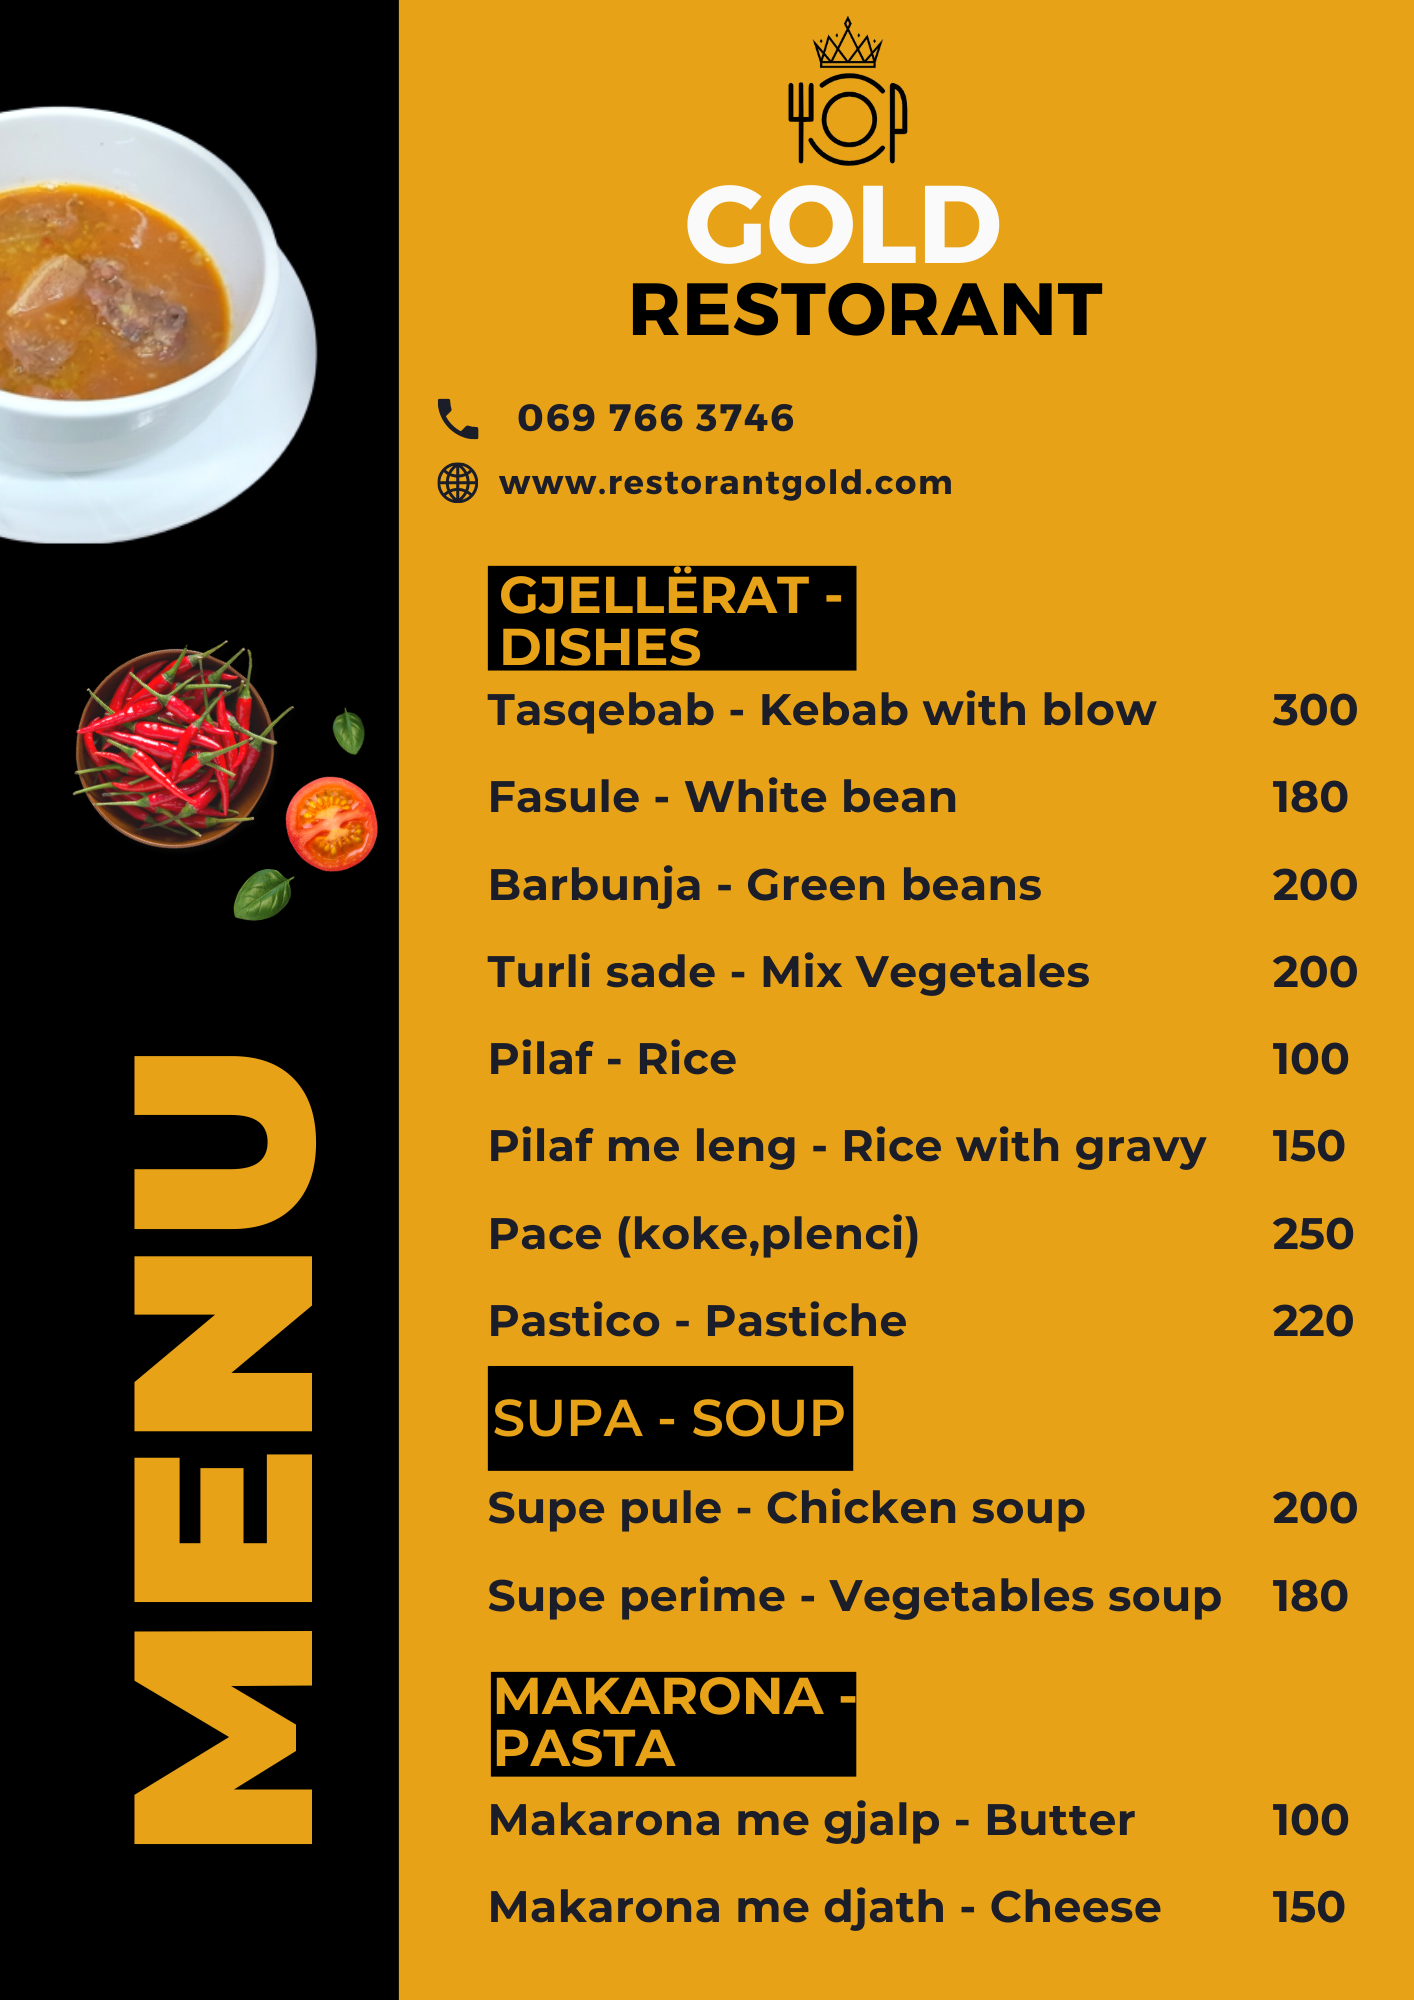 GOLD
RESTORANT
069 766 3746
www.restorantgold.com
GJELLËRAT -
DISHES
Tasqebab - Kebab with blow 300
Fasule - White bean 180
Barbunja - Green beans 200
Turli sade - Mix Vegetales 200
Pilaf - Rice 100
Pilaf me leng - Rice with gravy 150
Pace (koke,plenci) 250
Pastico - Pastiche 220
SUPA - SOUP
Supe pule - Chicken soup 200
Supe perime - Vegetables soup 180
MAKARONA -
PASTA
Makarona me gjalp - Butter 100
Makarona me djath - Cheese 150
MENU